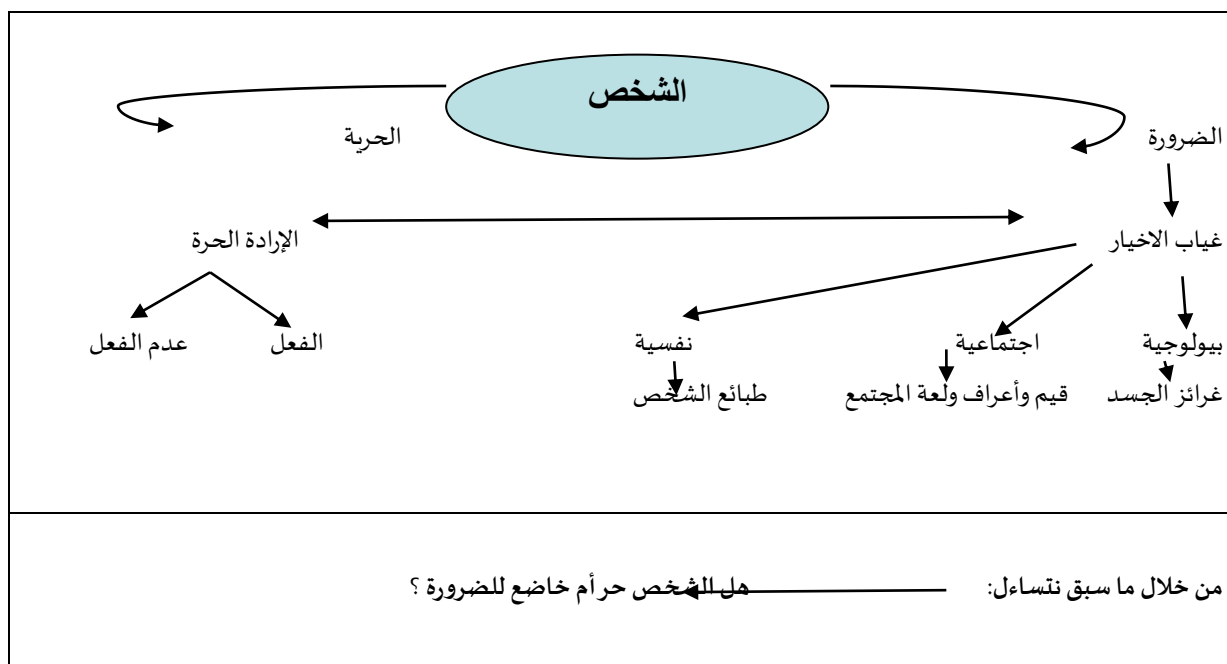 الشخص
الضرورة الحرية
غياب الاخيار الإرادة الحرة
بيولوجية اجتماعية نفسية الفعل عدم الفعل
غرائز الجسد قيم وأعراف ولعة المجتمع طبائع الشخص
من خلال ما سبق نتساءل: هل الشخص حر أم خاضع للضرورة ؟